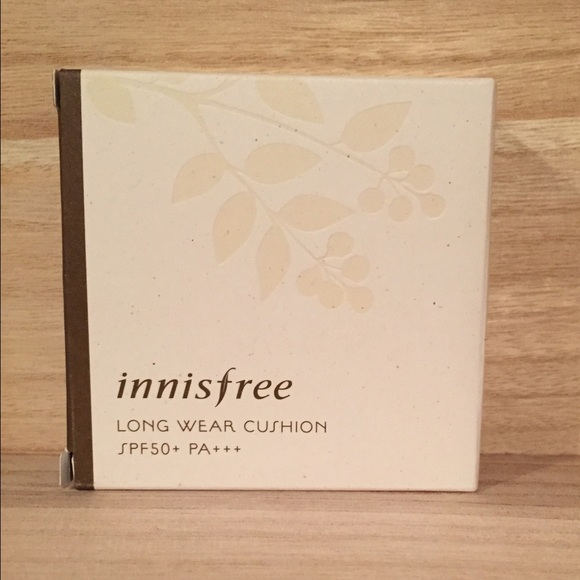 innisfree
LONG WEAR CUSHION
SPF50+ PA+++